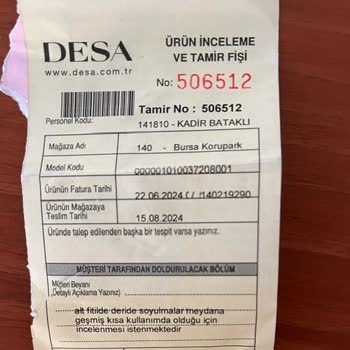 DESA
www.desa.com.tr
ÜRÜN İNCELEME
VE TAMİR FİŞİ
No: 506512
Tamir No : 506512
Personel Kodu: 141810 - KADİR BATAKLI
Mağaza Adı 140 - Bursa Korupark
Model Kodu 000001010037208001
Ürünün Fatura Tarihi 22.06.2024 ( / 1140219290
Ürünün Mağazaya
Teslim Tarihi 15.08.2024
Üründe talep edilenden başka bir tespit varsa yazınız.
MÜŞTERİ TARAFINDAN DOLDURULACAK BÖLÜM
Müşteri Beyanı
(Detaylı Açıklama Yazınız)
alt fitilde deride soyulmalar meydana
geşmiş kısa kullanımda olduğu için
incelenmesi istenmektedir